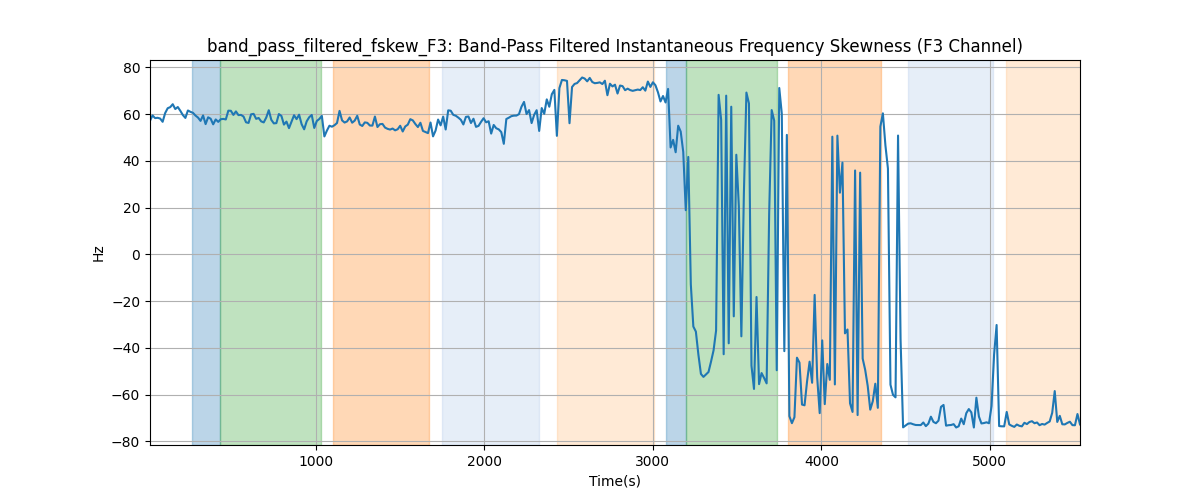 band_pass_filtered_fskew_F3: Band-Pass Filtered Instantaneous Frequency Skewness (F3 Channel)
80
60
40
20
0
−20
−40
−60
−80
Hz
1000 2000 3000 4000 5000
Time(s)